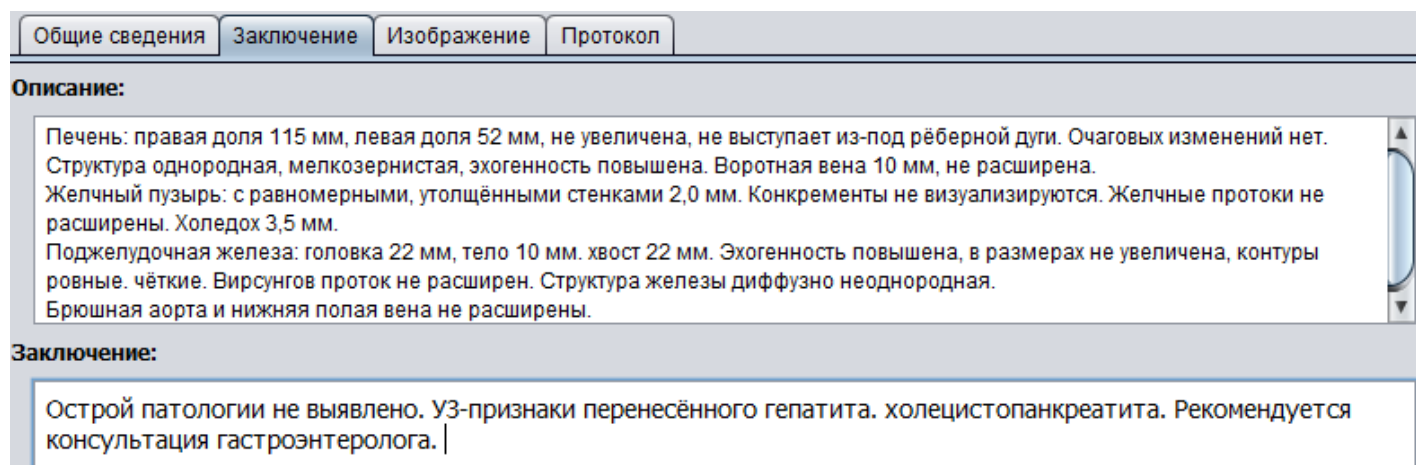 Общие сведения Заключение Изображение Протокол
Описание:
Печень: правая доля 115 мм, левая доля 52 мм, не увеличена, не выступает из-под рёберной дуги. Очаговых изменений нет.
Структура однородная, мелкозернистая, эхогенность повышена. Воротная вена 10 мм, не расширена.
Желчный пузырь: с равномерными, утолщёнными стенками 2,0 мм. Конкременты не визуализируются. Желчные протоки не
расширены. Холедох 3,5 мм.
Поджелудочная железа: головка 22 мм, тело 10 мм. хвост 22 мм. Эхогенность повышена, в размерах не увеличена, контуры
ровные. чёткие. Вирсунгов проток не расширен. Структура железы диффузно неоднородная.
Брюшная аорта и нижняя полая вена не расширены.
Заключение:
Острой патологии не выявлено. УЗ-признаки перенесённого гепатита. холецистопанкреатита. Рекомендуется
консультация гастроэнтеролога.